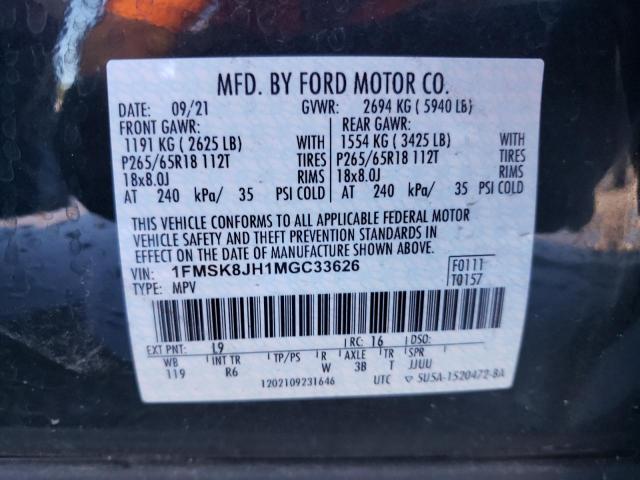 MFD. BY FORD MOTOR CO.
DATE: 09/21 GVWR: 2694 KG ( 5940 LB)
FRONT GAWR: REAR GAWR:
1191 KG ( 2625 LB) WITH 1554 KG ( 3425 LB) WITH
P265/65R18 112T TIRES P265/65R18 112T TIRES
18x8.0J RIMS 18x8.0J RIMS
AT 240 kPa/ 35 PSI COLD AT 240 kPa/ 35 PSI COLD
THIS VEHICLE CONFORMS TO ALL APPLICABLE FEDERAL MOTOR
VEHICLE SAFETY AND THEFT PREVENTION STANDARDS IN
EFFECT ON THE DATE OF MANUFACTURE SHOWN ABOVE.
VIN: 1FMSK8JH1MGC33626 F0111
TYPE: MPV T0157
EXT PNT: L9 RC: 16 DSO:
WB INT TR TP/PS R AXLE TR SPR
119 R6 W 3B T JJUU
1202109231646 UTC SU5A-1520472-BA